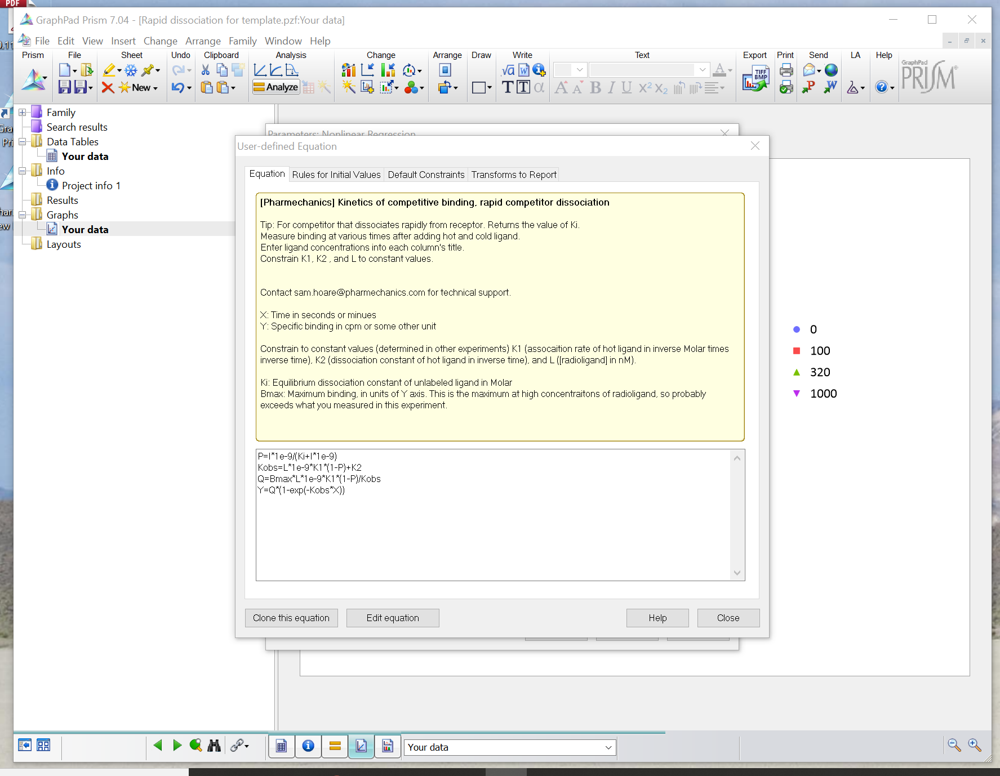 PDF
GraphPad Prism 7.04 - [Rapid dissociation for template.pzf:Your data]
File Edit View Insert Change Arrange Family Window Help
Prism File Sheet Undo Clipboard Analysis Change Arrange Draw Write Text Export Print Send LA Help
GraphPad
PRISM
TIFF
BMP
Analyze
New
Family
Search results
Data Tables
Your data
Info
Project info 1
Results
Graphs
Your data
Layouts
Parameters: Nonlinear Regression
User-defined Equation
Equation Rules for Initial Values Default Constraints Transforms to Report
[Pharmechanics] Kinetics of competitive binding, rapid competitor dissociation
Tip: For competitor that dissociates rapidly from receptor. Returns the value of Ki.
Measure binding at various times after adding hot and cold ligand.
Enter ligand concentrations into each column's title.
Constrain K1, K2 , and L to constant values.
Contact sam.hoare@pharmechanics.com for technical support.
X: Time in seconds or minues
Y: Specific binding in cpm or some other unit
Constrain to constant values (determined in other experiments) K1 (assocaition rate of hot ligand in inverse Molar times
inverse time), K2 (dissociation constant of hot ligand in inverse time), and L ([radioligand] in nM).
Ki: Equilibrium dissociation constant of unlabeled ligand in Molar
Bmax: Maximum binding, in units of Y axis. This is the maximum at high concentraitons of radioligand, so probably
exceeds what you measured in this experiment.
P=I*1e-9/(Ki+I*1e-9)
Kobs=L*1e-9*K1*(1-P)+K2
Q=Bmax*L*1e-9*K1*(1-P)/Kobs
Y=Q*(1-exp(-Kobs*X))
Clone this equation Edit equation Help Close
0
100
320
1000
Your data